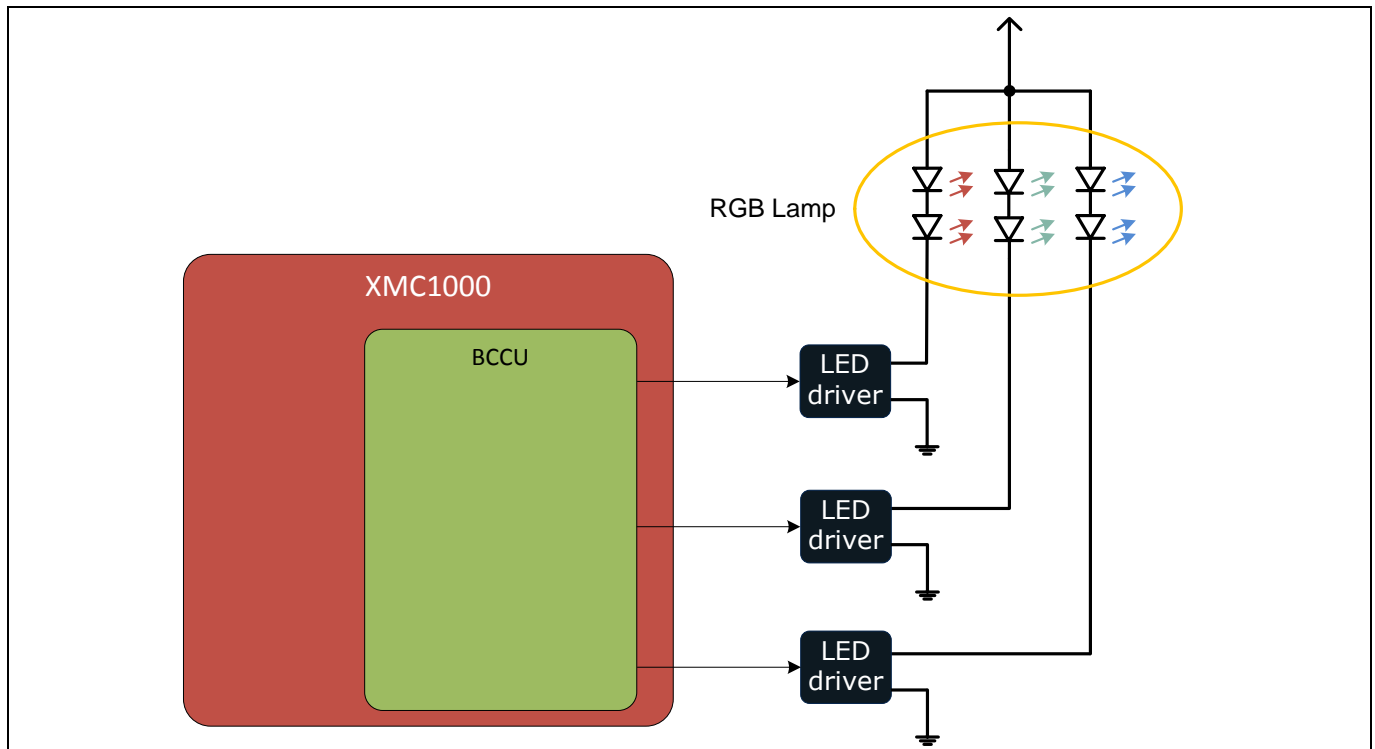 RGB Lamp
XMC1000
BCCU
LED
driver
LED
driver
LED
driver